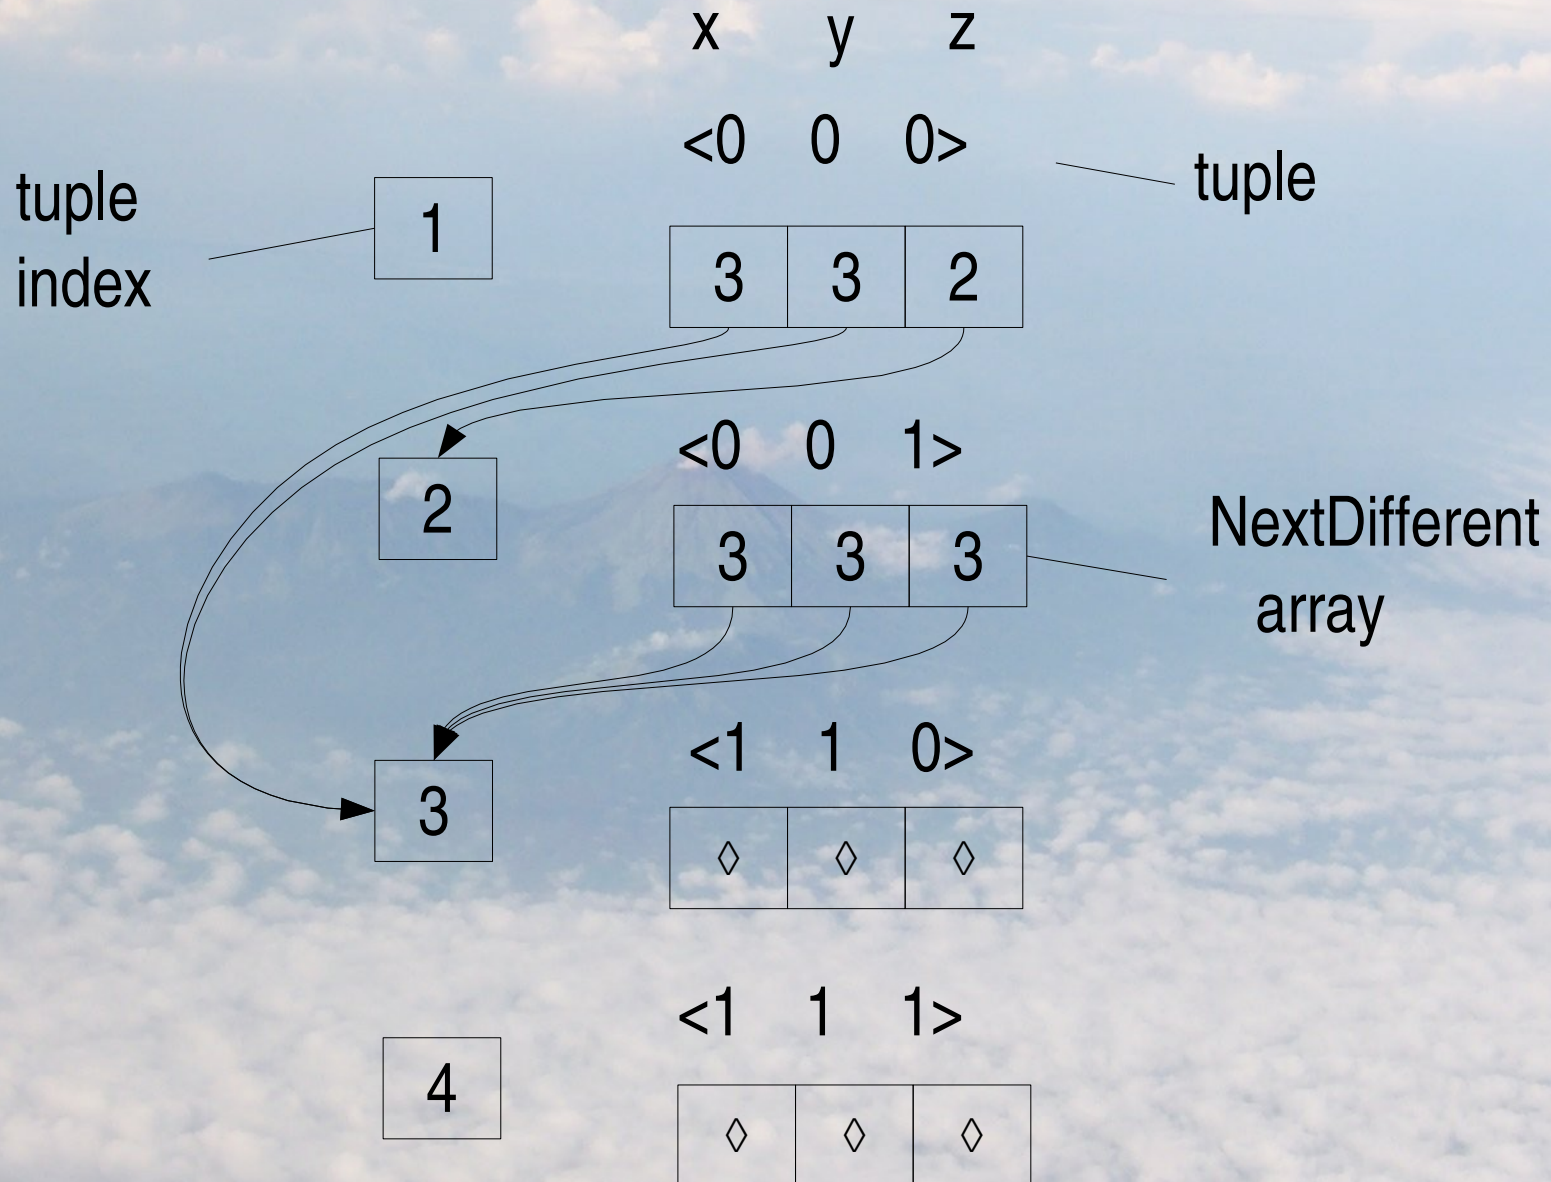 x y z
<0 0 0>
tuple
tuple
index
1
3 3 2
<0 0 1>
2
3 3 3
NextDifferent
array
<1 1 0>
3
◊ ◊ ◊
<1 1 1>
4
◊ ◊ ◊